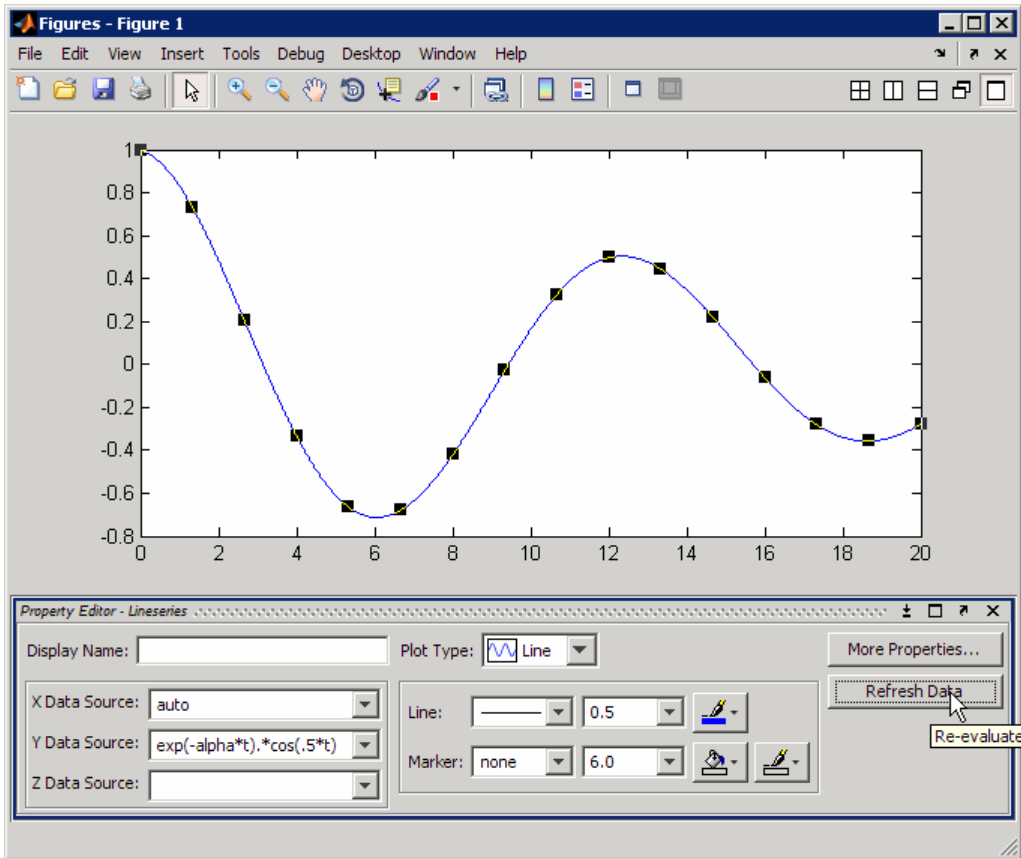 Figures - Figure 1
File Edit View Insert Tools Debug Desktop Window Help
1
0.8
0.6
0.4
0.2
0
-0.2
-0.4
-0.6
-0.8
0 2 4 6 8 10 12 14 16 18 20
Property Editor - Lineseries
Display Name:
Plot Type: Line
More Properties...
X Data Source: auto
Line: 0.5
Refresh Data
Y Data Source: exp(-alpha*t).*cos(.5*t)
Re-evaluate
Marker: none 6.0
Z Data Source: